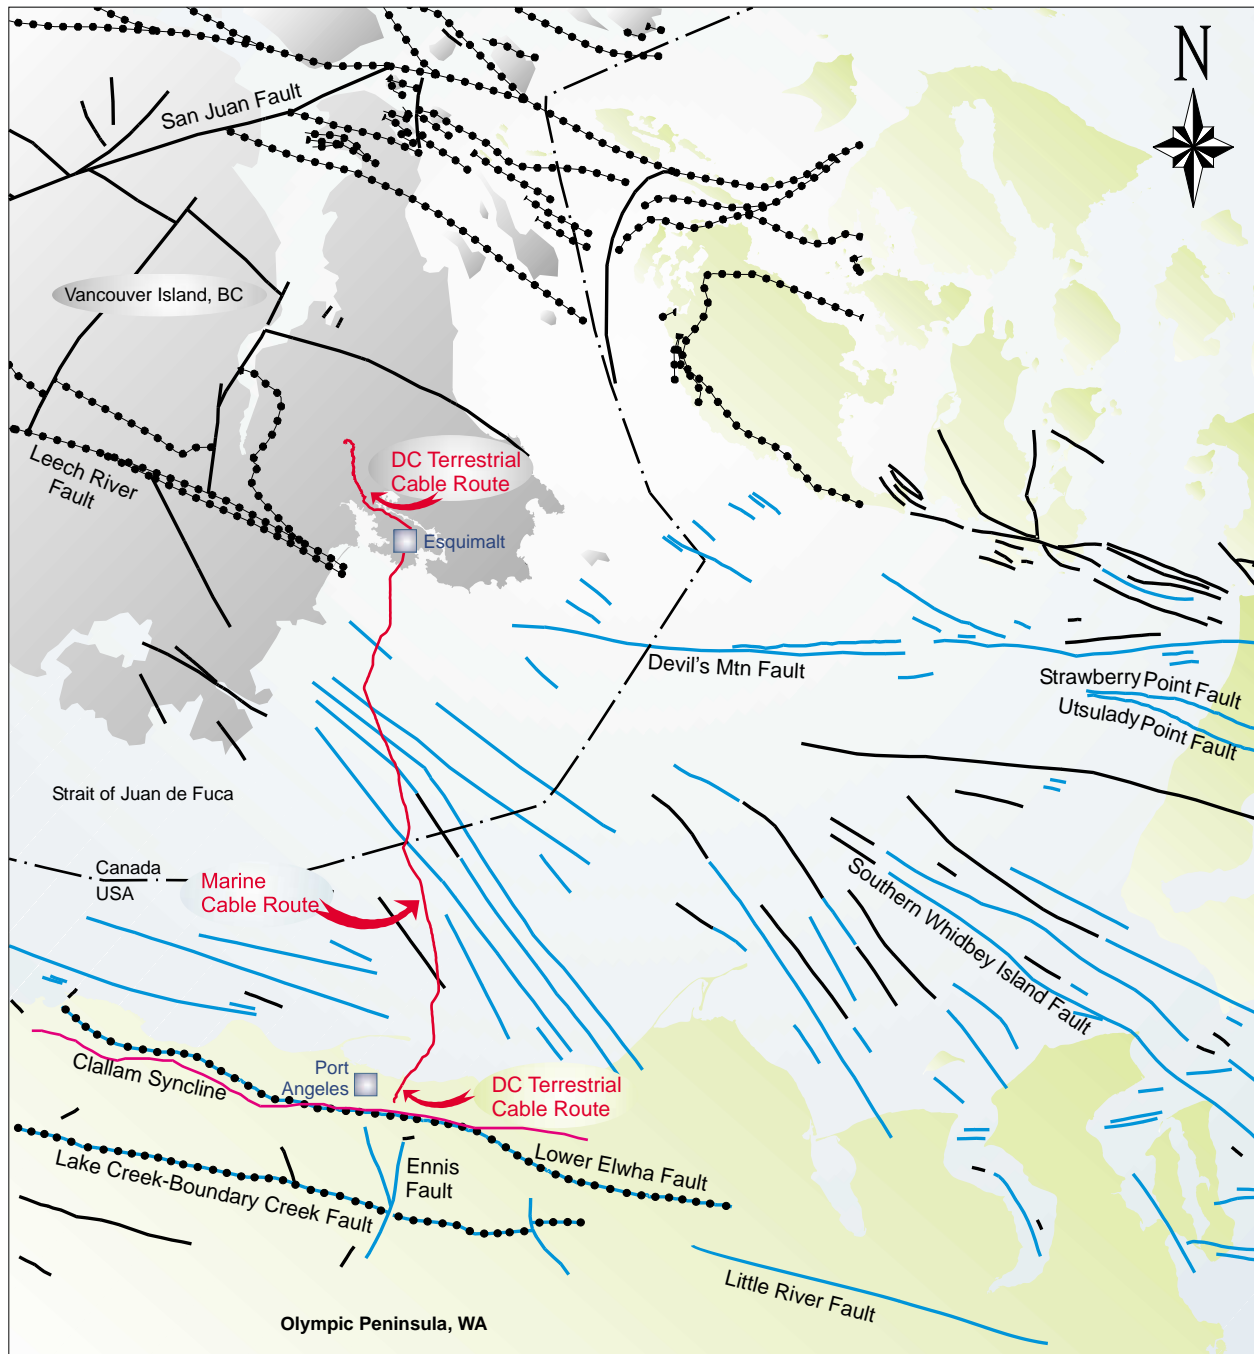 N
San Juan Fault
Vancouver Island, BC
Leech River
Fault
DC Terrestrial
Cable Route
Esquimalt
Devil's Mtn Fault
Strawberry Point Fault
Utsulady Point Fault
Strait of Juan de Fuca
Canada
USA
Marine
Cable Route
Southern Whidbey Island Fault
Clallam Syncline
Port
Angeles
DC Terrestrial
Cable Route
Lower Elwha Fault
Ennis
Fault
Lake Creek-Boundary Creek Fault
Little River Fault
Olympic Peninsula, WA